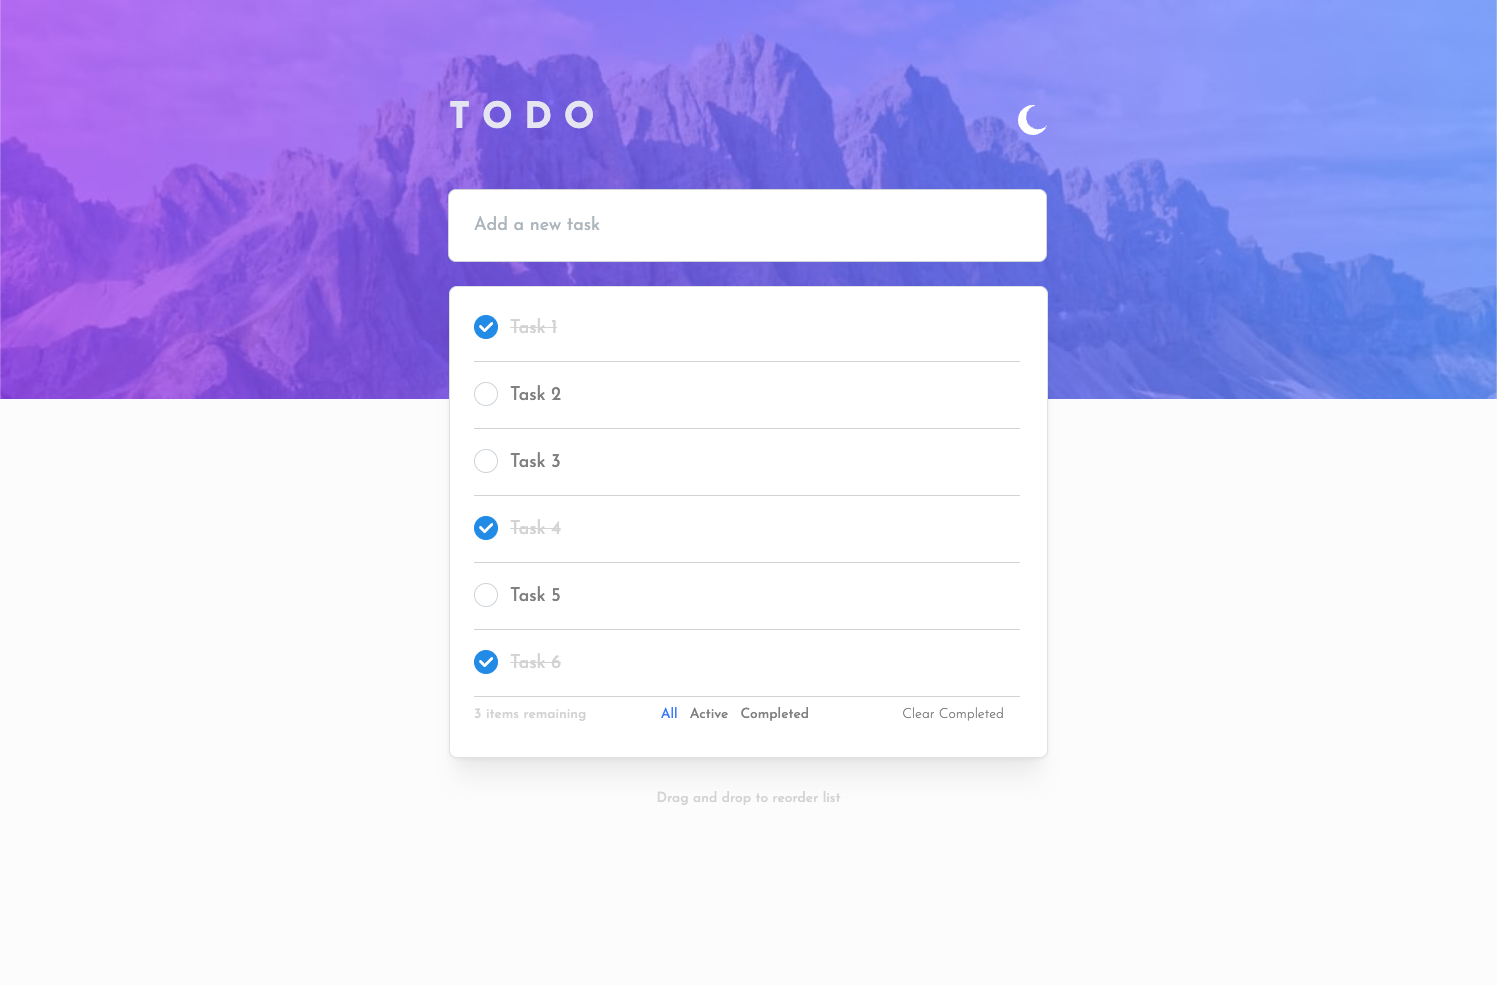 TODO
Add a new task
Task 1
Task 2
Task 3
Task 4
Task 5
Task 6
3 items remaining All Active Completed Clear Completed
Drag and drop to reorder list